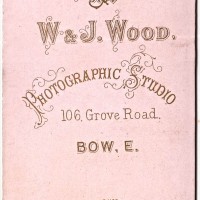 W & J. WOOD.
PHOTOGRAPHIC STUDIO
106, Grove Road,
BOW, E.